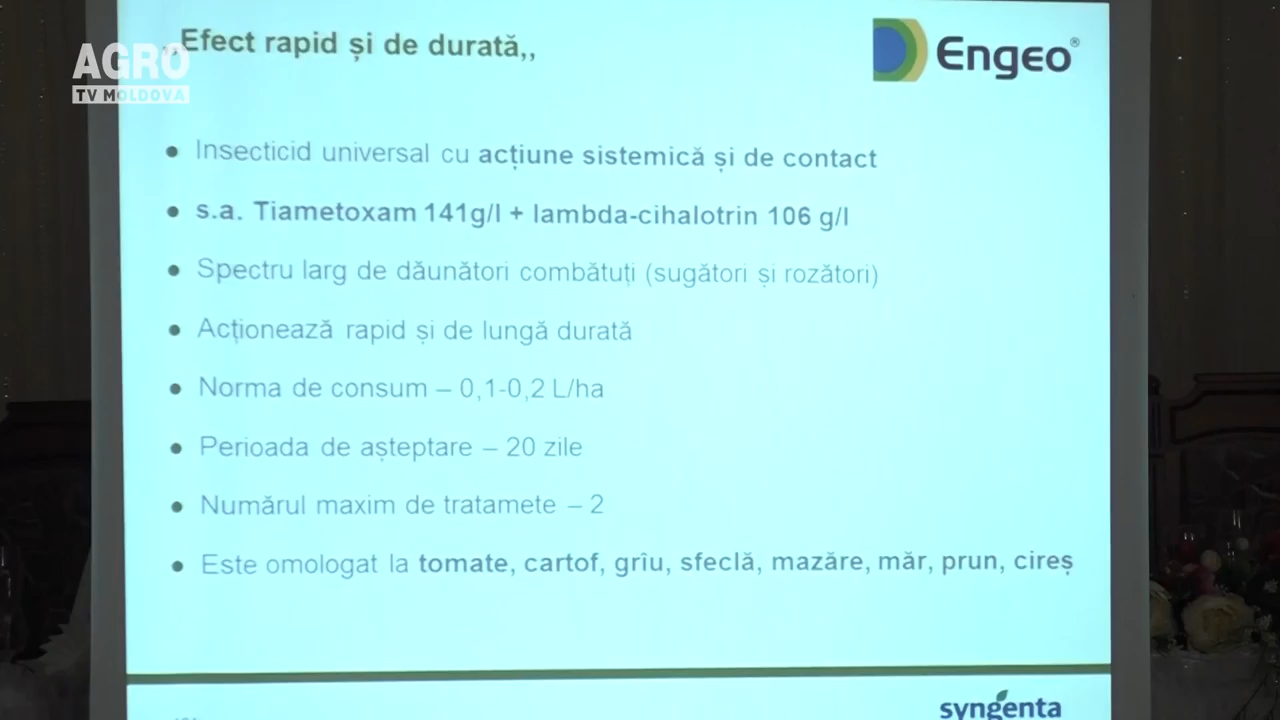 ,,Efect rapid și de durată,,
AGRO
TV MOLDOVA
Engeo®
Insecticid universal cu acțiune sistemică și de contact
s.a. Tiametoxam 141g/l + lambda-cihalotrin 106 g/l
Spectru larg de dăunători combătuți (sugători și rozători)
Acționează rapid și de lungă durată
Norma de consum – 0,1-0,2 L/ha
Perioada de așteptare – 20 zile
Numărul maxim de tratamete – 2
Este omologat la tomate, cartof, grîu, sfeclă, mazăre, măr, prun, cireș
syngenta